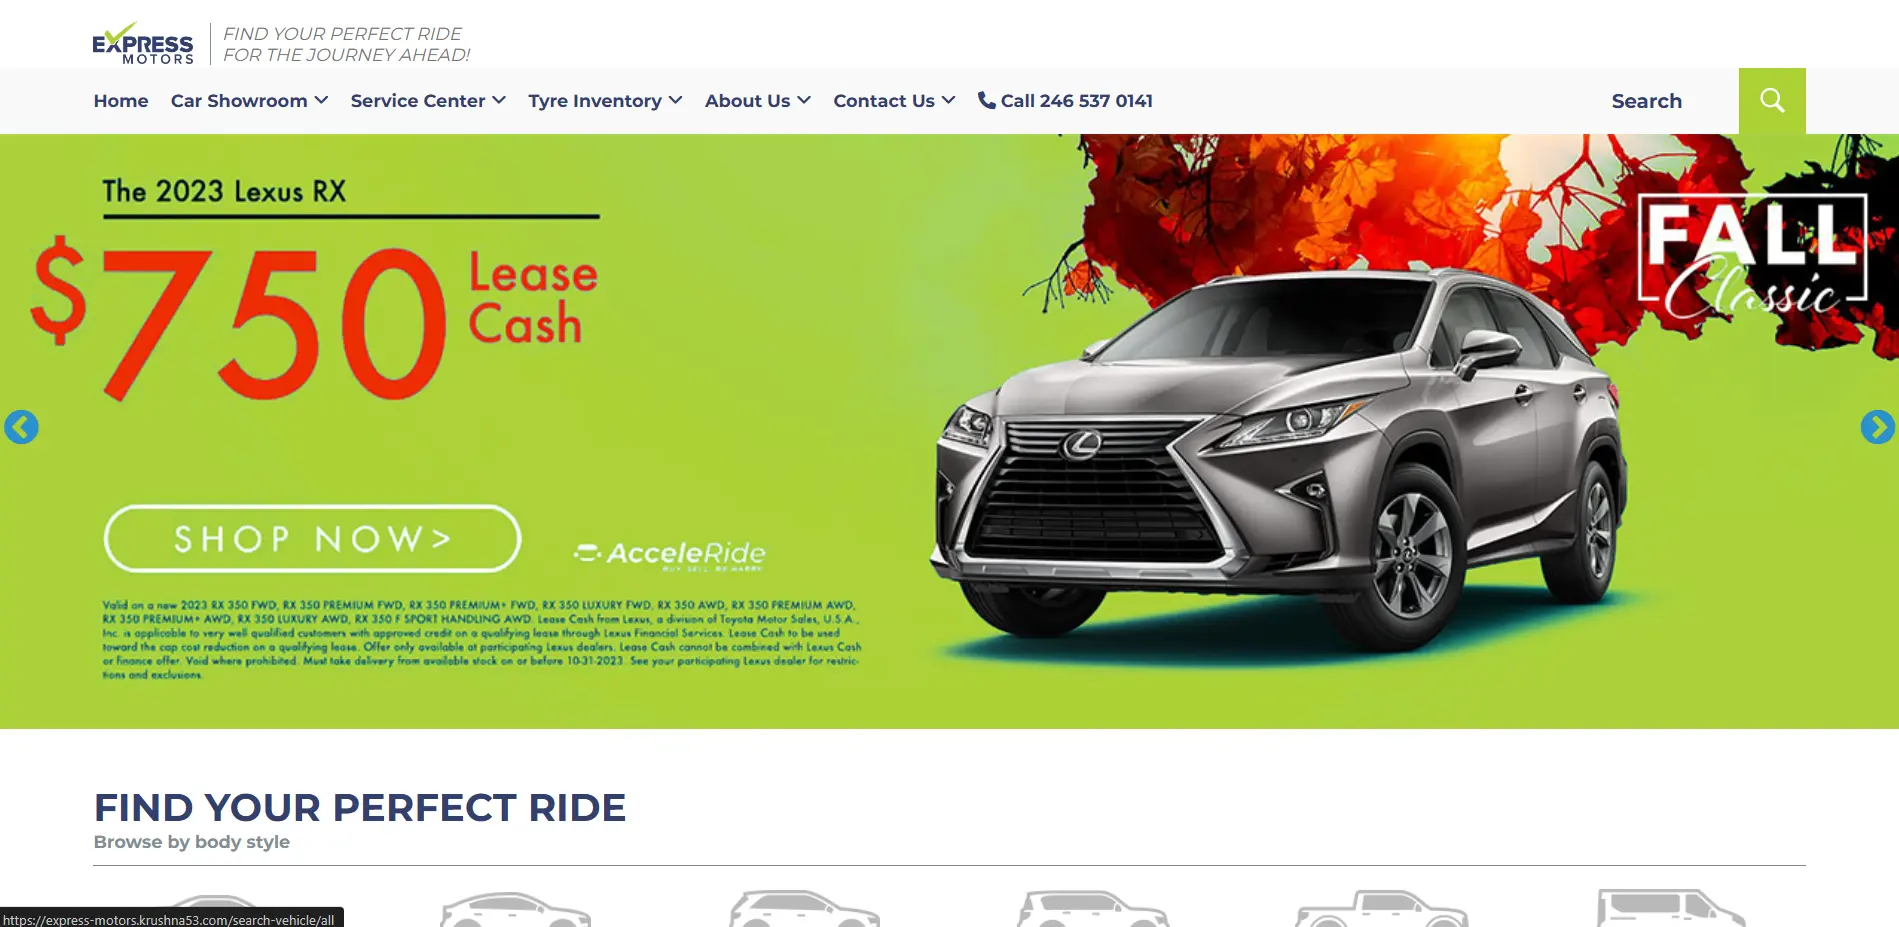 EXPRESS
MOTORS
FIND YOUR PERFECT RIDE
FOR THE JOURNEY AHEAD!
Home
Car Showroom
Service Center
Tyre Inventory
About Us
Contact Us
Call 246 537 0141
Search
The 2023 Lexus RX
$750
Lease
Cash
FALL
Classic
SHOP NOW>
AcceleRide
BUY. SELL. BE HAPPY.
Valid on a new 2023 RX 350 FWD, RX 350 PREMIUM FWD, RX 350 PREMIUM+ FWD, RX 350 LUXURY FWD, RX 350 AWD, RX 350 PREMIUM AWD,
RX 350 PREMIUM+ AWD, RX 350 LUXURY AWD, RX 350 F SPORT HANDLING AWD. Lease Cash from Lexus, a division of Toyota Motor Sales, U.S.A.,
Inc. is applicable to very well qualified customers with approved credit on a qualifying lease through Lexus Financial Services. Lease Cash to be used
toward the cap cost reduction on a qualifying lease. Offer only available at participating Lexus dealers. Lease Cash cannot be combined with Lexus Cash
or finance offer. Void where prohibited. Must take delivery from available stock on or before 10-31-2023. See your participating Lexus dealer for restric-
tions and exclusions.
FIND YOUR PERFECT RIDE
Browse by body style
https://express-motors.krushna53.com/search-vehicle/all